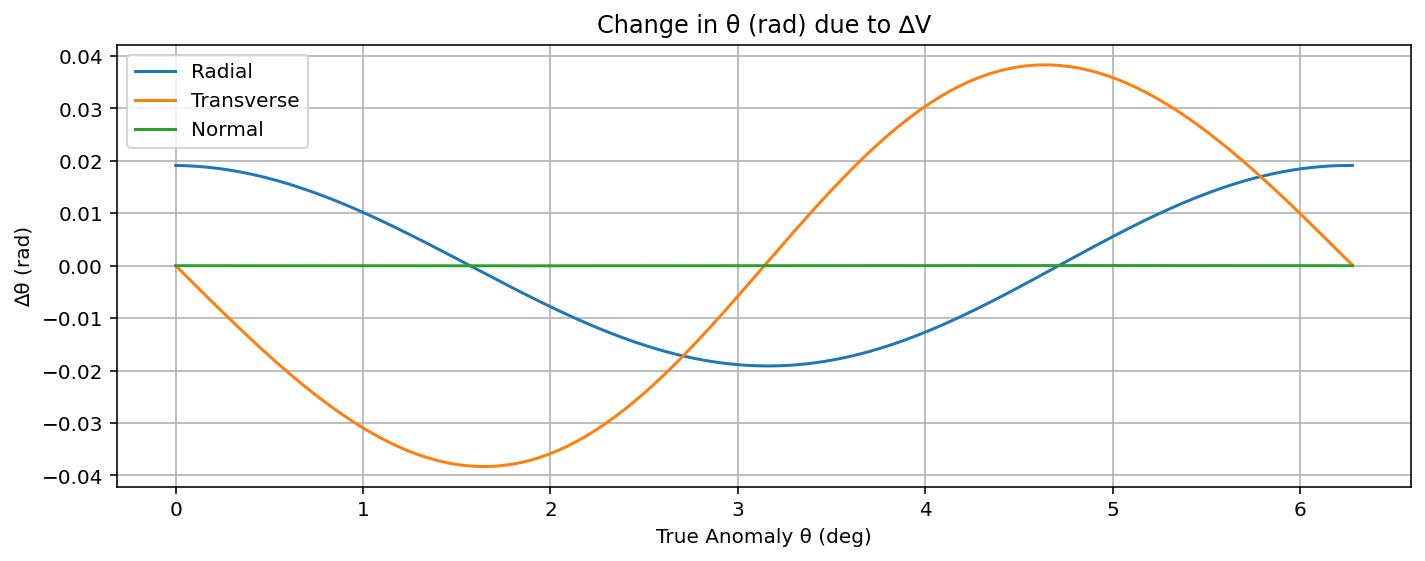 Change in θ (rad) due to ΔV
Radial
Transverse
Normal
0.04
0.03
0.02
0.01
0.00
−0.01
−0.02
−0.03
−0.04
Δθ (rad)
0 1 2 3 4 5 6
True Anomaly θ (deg)